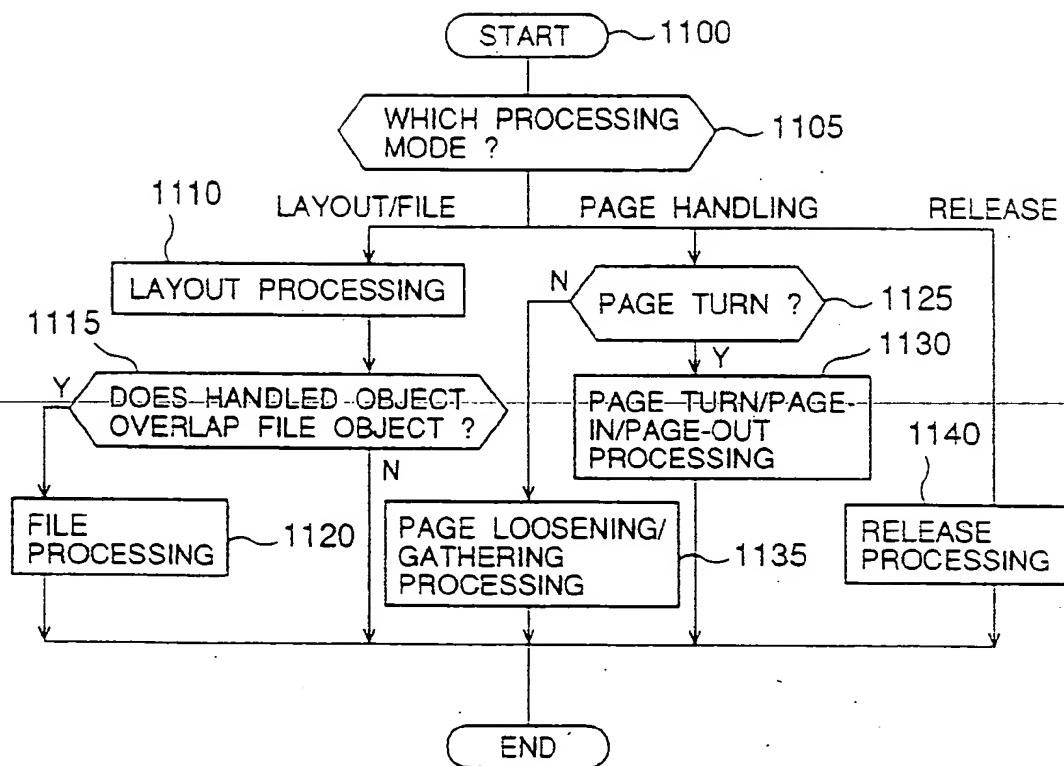 START
1100
WHICH PROCESSING
MODE ?
1105
1110
LAYOUT/FILE
PAGE HANDLING
RELEASE
LAYOUT PROCESSING
N
PAGE TURN ?
1125
1115
Y
1130
Y
DOES HANDLED OBJECT
OVERLAP FILE OBJECT ?
PAGE TURN/PAGE-
IN/PAGE-OUT
PROCESSING
1140
N
FILE
PROCESSING
1120
PAGE LOOSENING/
GATHERING
PROCESSING
1135
RELEASE
PROCESSING
END